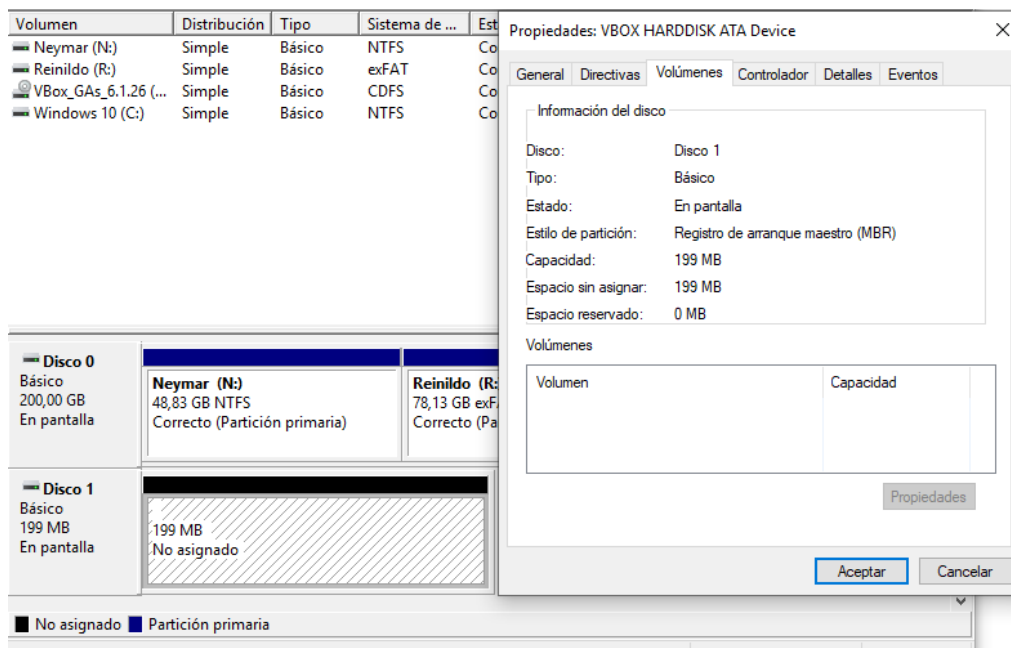 Volumen Distribución Tipo Sistema de ... Est
Neymar (N:) Simple Básico NTFS Co
Reinildo (R:) Simple Básico exFAT Co
VBox_GAs_6.1.26 (... Simple Básico CDFS Co
Windows 10 (C:) Simple Básico NTFS Co
Disco 0
Básico
200,00 GB
En pantalla
Neymar (N:)
48,83 GB NTFS
Correcto (Partición primaria)
Reinildo (R:
78,13 GB exF
Correcto (Pa
Disco 1
Básico
199 MB
En pantalla
199 MB
No asignado
No asignado Partición primaria
Propiedades: VBOX HARDDISK ATA Device
General Directivas Volúmenes Controlador Detalles Eventos
Información del disco
Disco: Disco 1
Tipo: Básico
Estado: En pantalla
Estilo de partición: Registro de arranque maestro (MBR)
Capacidad: 199 MB
Espacio sin asignar: 199 MB
Espacio reservado: 0 MB
Volúmenes
Volumen Capacidad
Propiedades
Aceptar Cancelar